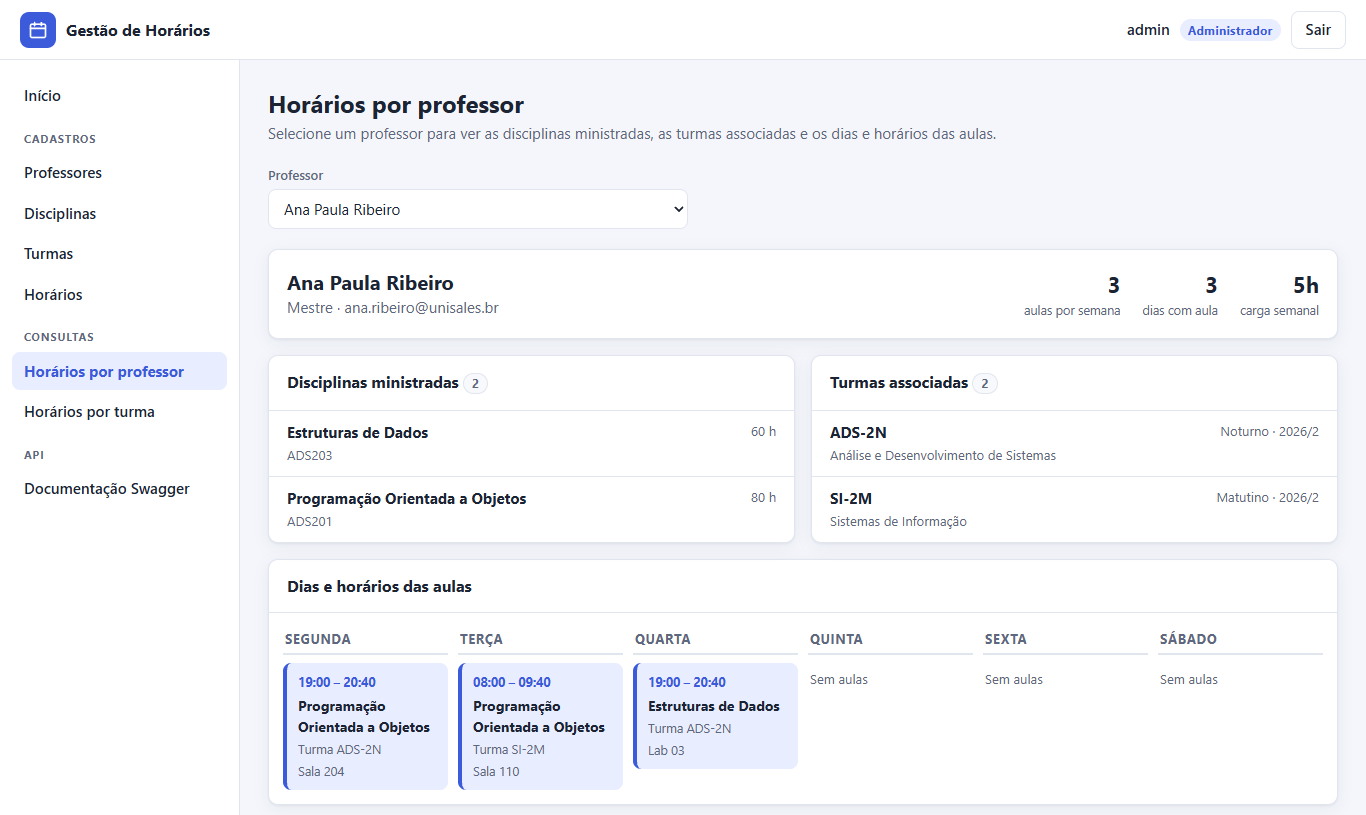 Gestão de Horários
admin Administrador Sair
Início
CADASTROS
Professores
Disciplinas
Turmas
Horários
CONSULTAS
Horários por professor
Horários por turma
API
Documentação Swagger
Horários por professor
Selecione um professor para ver as disciplinas ministradas, as turmas associadas e os dias e horários das aulas.
Professor
Ana Paula Ribeiro
Ana Paula Ribeiro
Mestre · ana.ribeiro@unisales.br
3
aulas por semana
3
dias com aula
5h
carga semanal
Disciplinas ministradas 2
Estruturas de Dados 60 h
ADS203
Programação Orientada a Objetos 80 h
ADS201
Turmas associadas 2
ADS-2N Noturno · 2026/2
Análise e Desenvolvimento de Sistemas
SI-2M Matutino · 2026/2
Sistemas de Informação
Dias e horários das aulas
SEGUNDA
19:00 – 20:40
Programação
Orientada a Objetos
Turma ADS-2N
Sala 204
TERÇA
08:00 – 09:40
Programação
Orientada a Objetos
Turma SI-2M
Sala 110
QUARTA
19:00 – 20:40
Estruturas de Dados
Turma ADS-2N
Lab 03
QUINTA
Sem aulas
SEXTA
Sem aulas
SÁBADO
Sem aulas